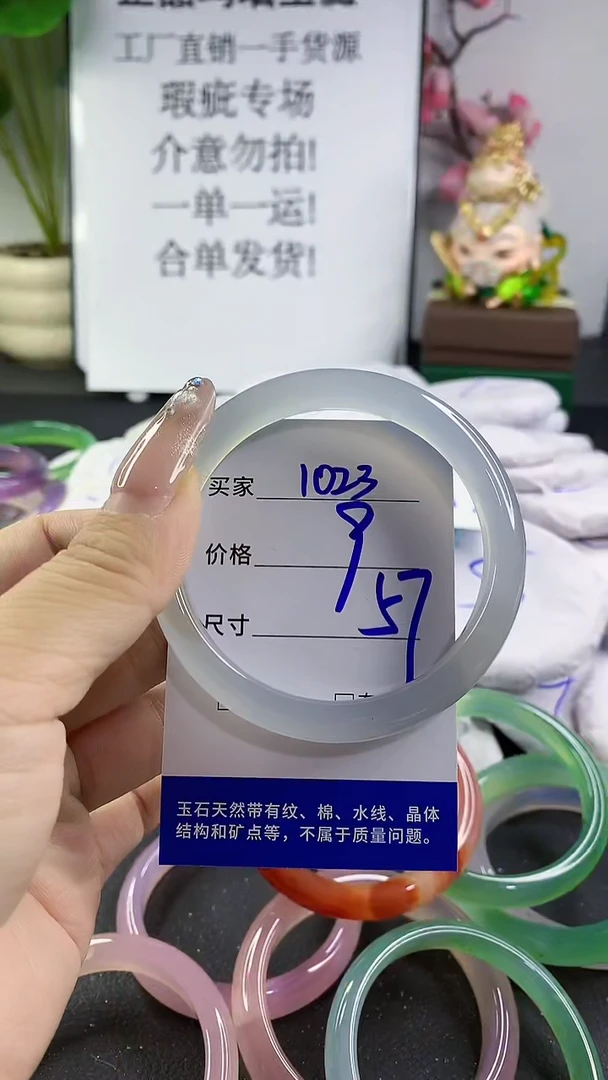 工厂直销一手货源
瑕疵专场
介意勿拍!
一单一运!
合单发货!
买家 1023
价格 9
尺寸 57
玉石天然带有纹、棉、水线、晶体
结构和矿点等，不属于质量问题。